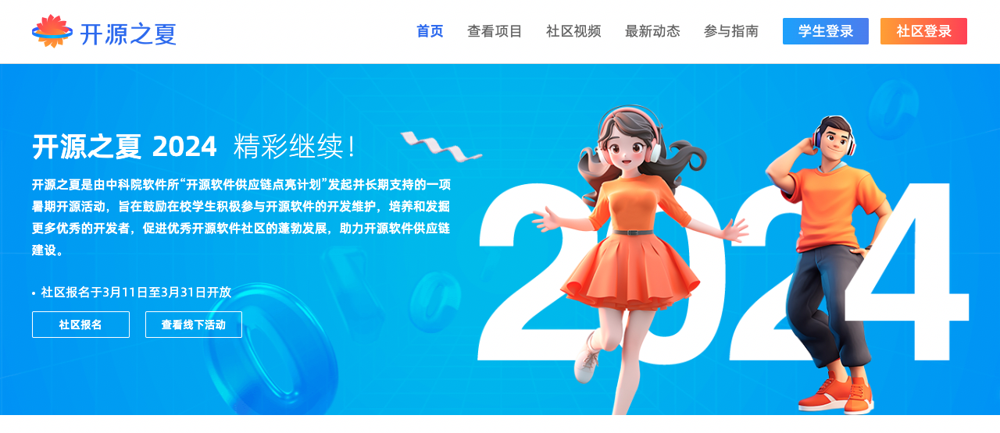 开源之夏
首页
查看项目
社区视频
最新动态
参与指南
学生登录
社区登录
开源之夏 2024 精彩继续！
开源之夏是由中科院软件所“开源软件供应链点亮计划”发起并长期支持的一项
暑期开源活动，旨在鼓励在校学生积极参与开源软件的开发维护，培养和发掘
更多优秀的开发者，促进优秀开源软件社区的蓬勃发展，助力开源软件供应链
建设。
• 社区报名于3月11日至3月31日开放
社区报名
查看线下活动
2024